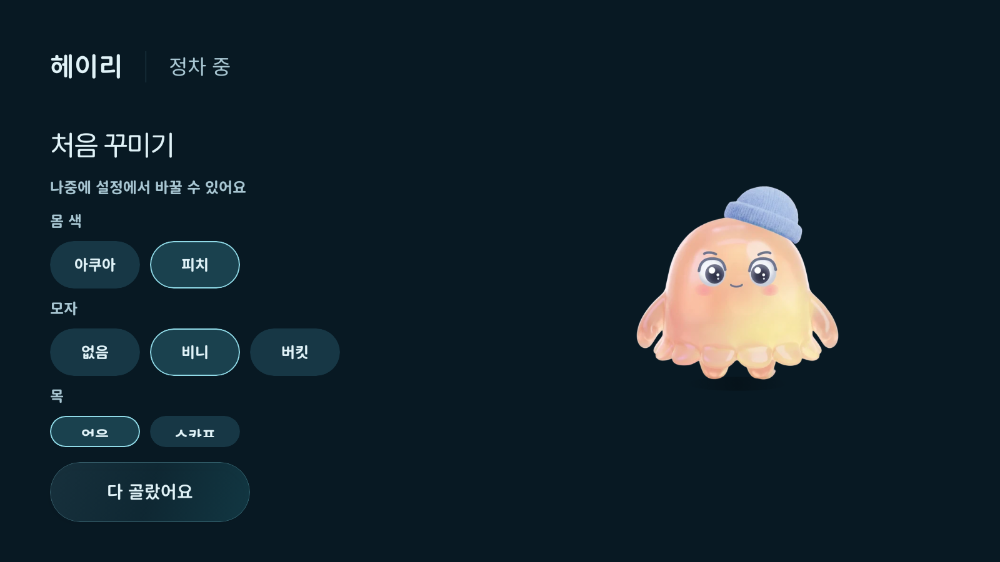 헤이리
정차 중
처음 꾸미기
나중에 설정에서 바꿀 수 있어요
몸 색
아쿠아 피치
모자
없음 비니 버킷
목
다 골랐어요